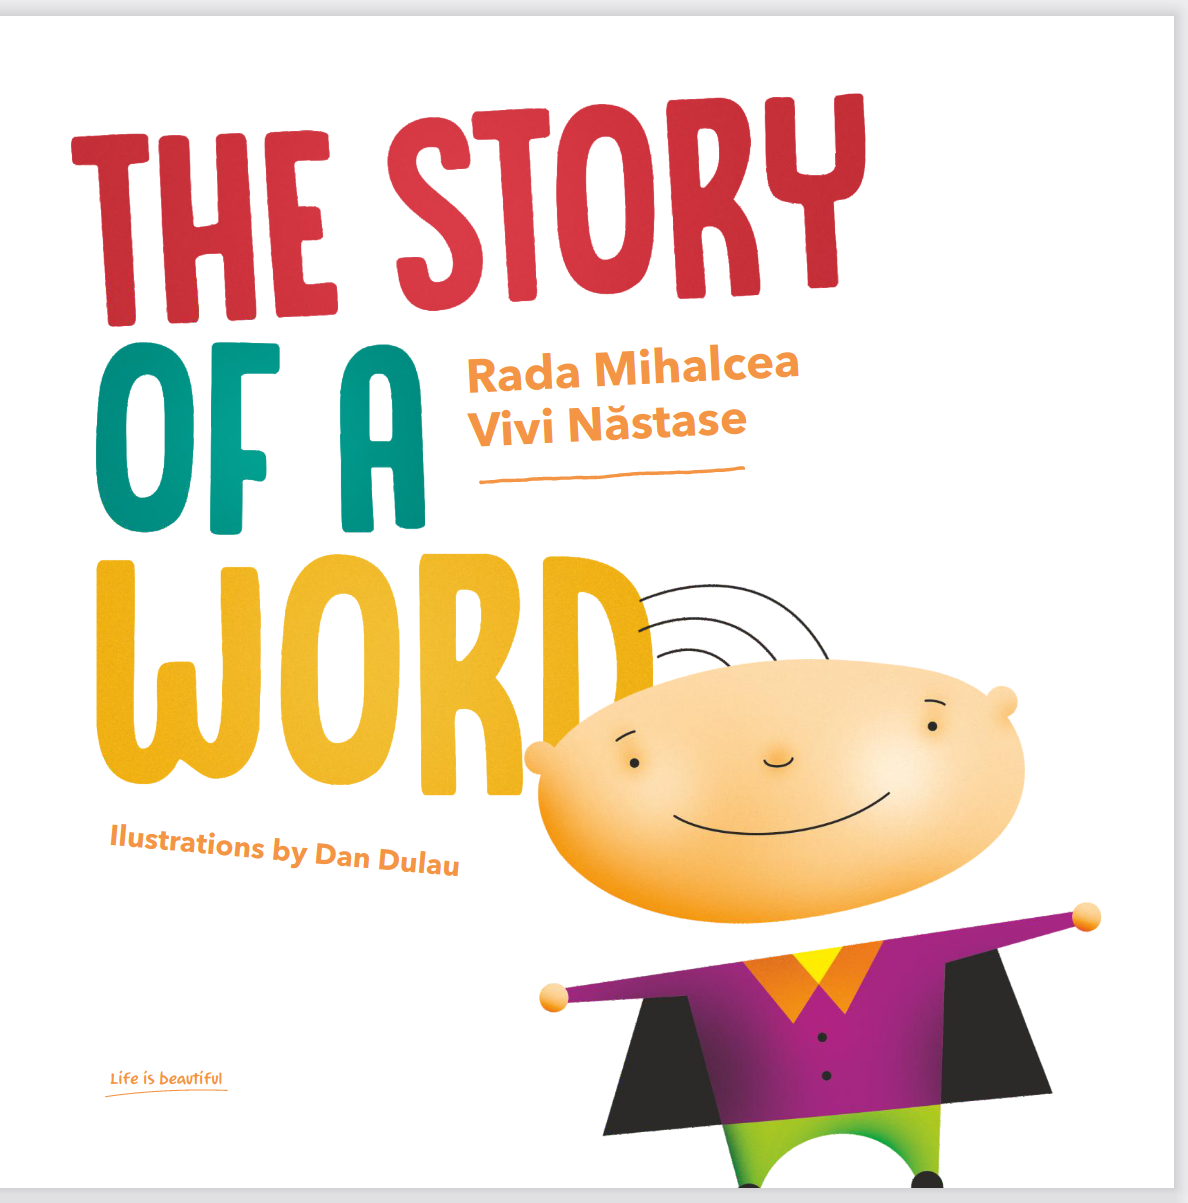 THE STORY
OF A
Rada Mihalcea
Vivi Năstase
WORD
Ilustrations by Dan Dulau
Life is beautiful